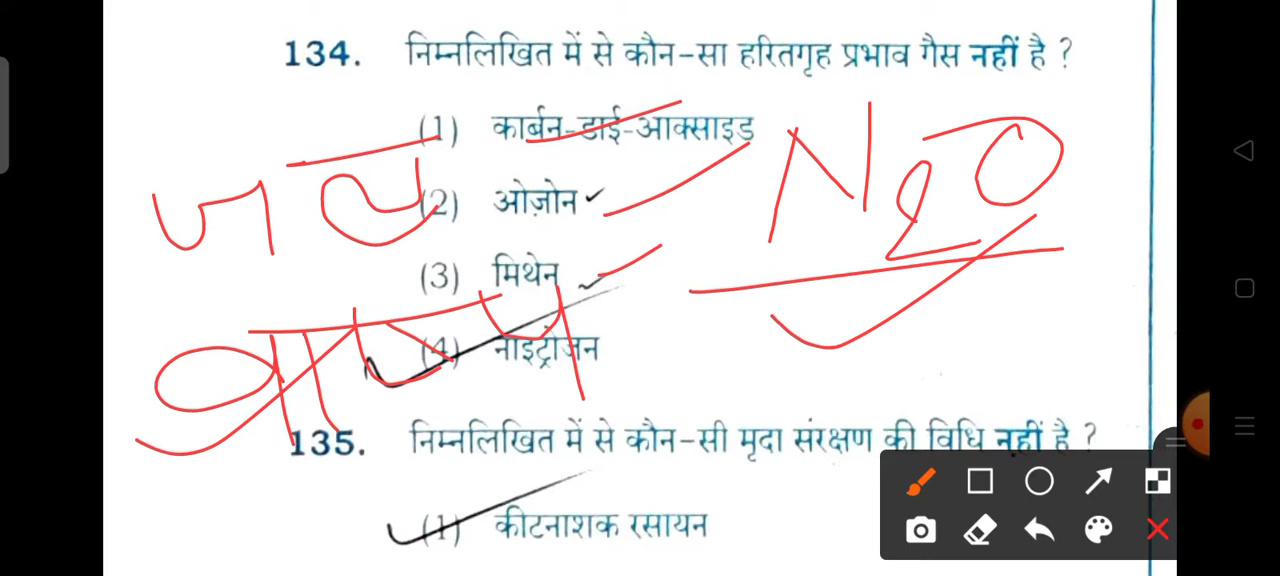 134. निम्नलिखित में से कौन-सा हरितगृह प्रभाव गैस नहीं है ?
(1) कार्बन-डाई-आक्साइड
(2) ओज़ोन
(3) मिथेन
(4) नाइट्रोजन
जल
वाष्प
N2O
135. निम्नलिखित में से कौन-सी मृदा संरक्षण की विधि नहीं है ?
(1) कीटनाशक रसायन